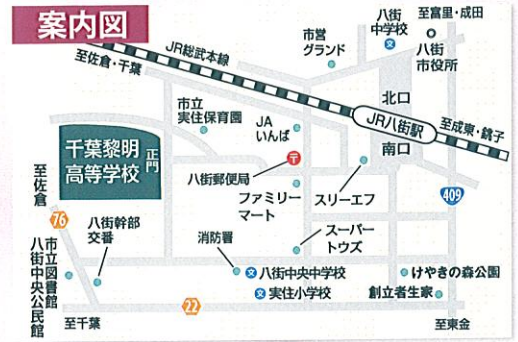 案内図
至佐倉・千葉
JR総武本線
市営
グランド
八街
中学校
文
至富里・成田
八街
市役所
北口
JR八街駅
南口
至成東・銚子
市立
実住保育園
JA
いんば
千葉黎明
高等学校
正門
八街郵便局
〒
ファミリー
マート
スリーエフ
409
至佐倉
76
八街幹部
交番
消防署
スーパー
トウズ
市立図書館
八街中央公民館
文 八街中央中学校
文 実住小学校
けやきの森公園
創立者生家
22
至千葉
至東金